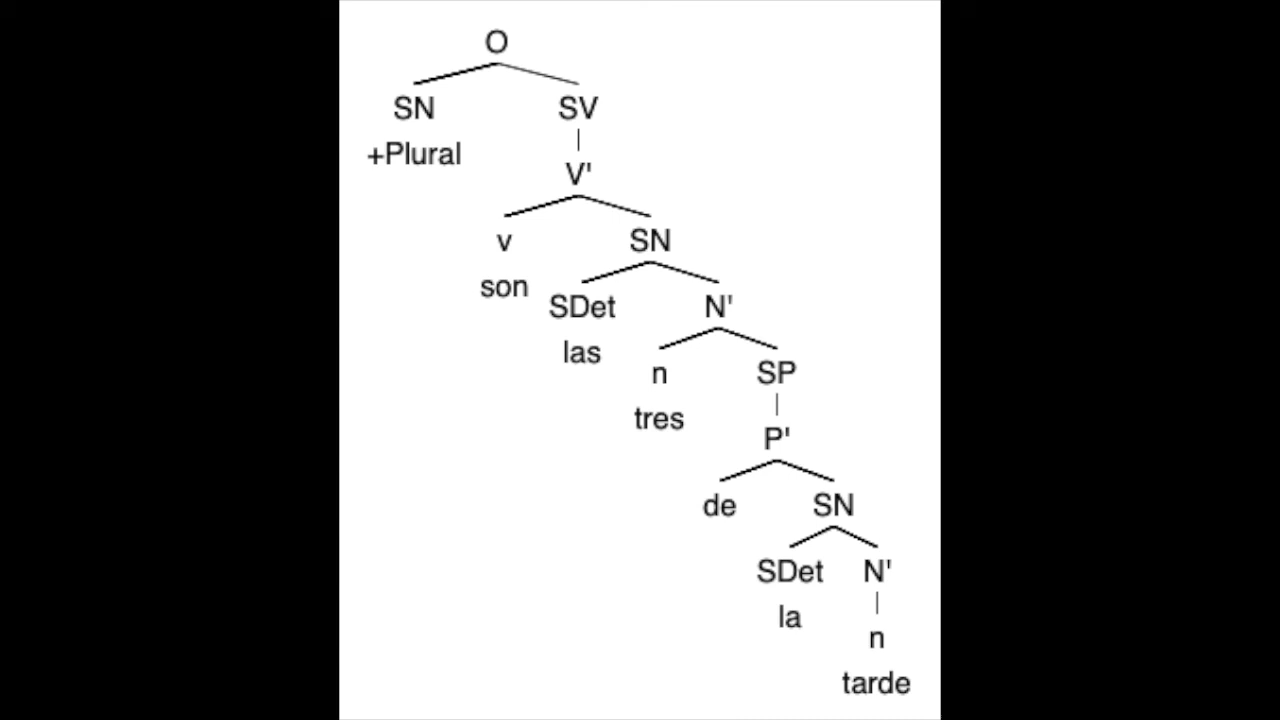 O
SN SV
+Plural
V'
v SN
son
SDet N'
las
n SP
tres
P'
de SN
SDet N'
la
n
tarde